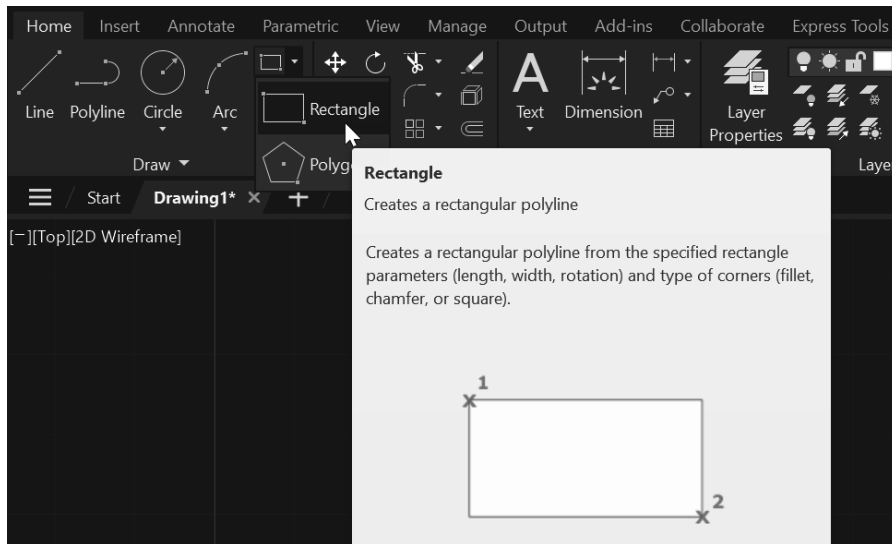 Home Insert Annotate Parametric View Manage Output Add-ins Collaborate Express Tools
Line Polyline Circle Arc
Rectangle
Text Dimension
Layer
Properties
Draw
Start Drawing1*
Rectangle
Creates a rectangular polyline
Creates a rectangular polyline from the specified rectangle
parameters (length, width, rotation) and type of corners (fillet,
chamfer, or square).
[−][Top][2D Wireframe]
1
2